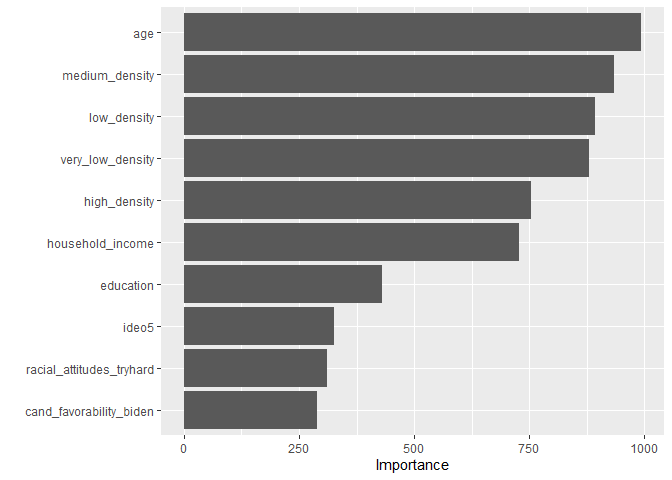 age
medium_density
low_density
very_low_density
high_density
household_income
education
ideo5
racial_attitudes_tryhard
cand_favorability_biden
0 250 500 750 1000
Importance